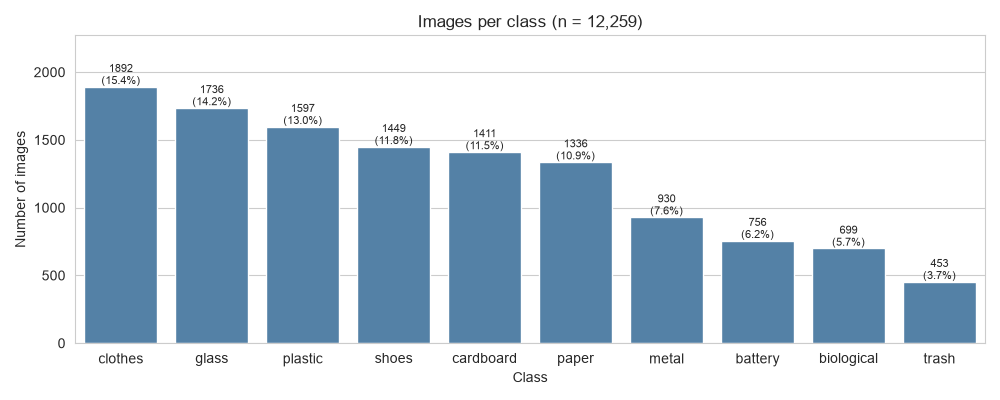 Images per class (n = 12,259)
Number of images
2000
1500
1000
500
0
1892
(15.4%)
1736
(14.2%)
1597
(13.0%)
1449
(11.8%)
1411
(11.5%)
1336
(10.9%)
930
(7.6%)
756
(6.2%)
699
(5.7%)
453
(3.7%)
clothes
glass
plastic
shoes
cardboard
paper
metal
battery
biological
trash
Class